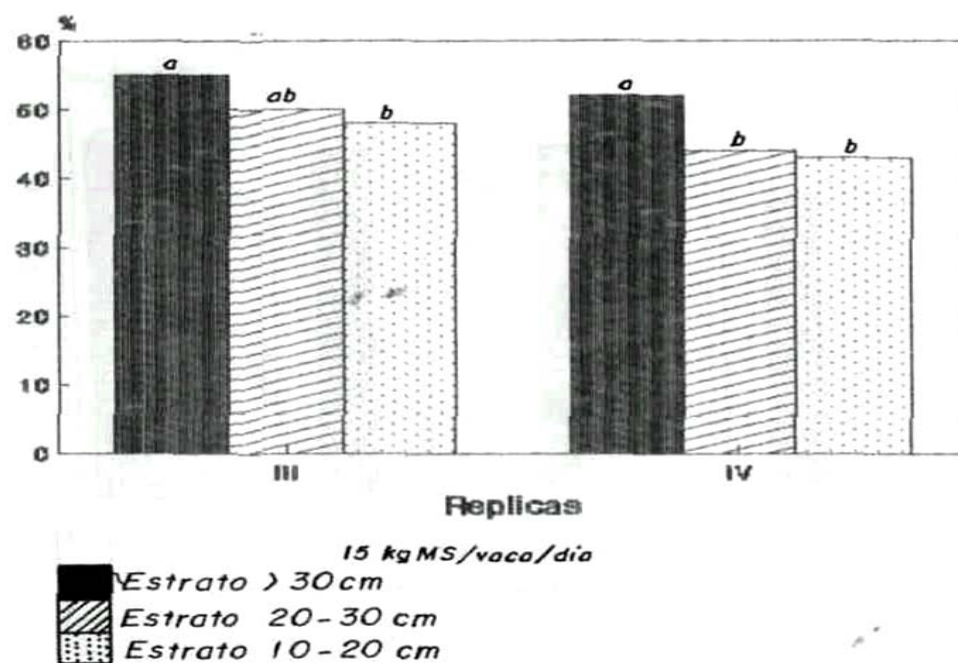 %
60
a
a
ab
50
b
b
b
40
30
20
10
0
III
IV
Replicas
15 kg MS/vaca/día
Estrato > 30 cm
Estrato 20-30 cm
Estrato 10-20 cm